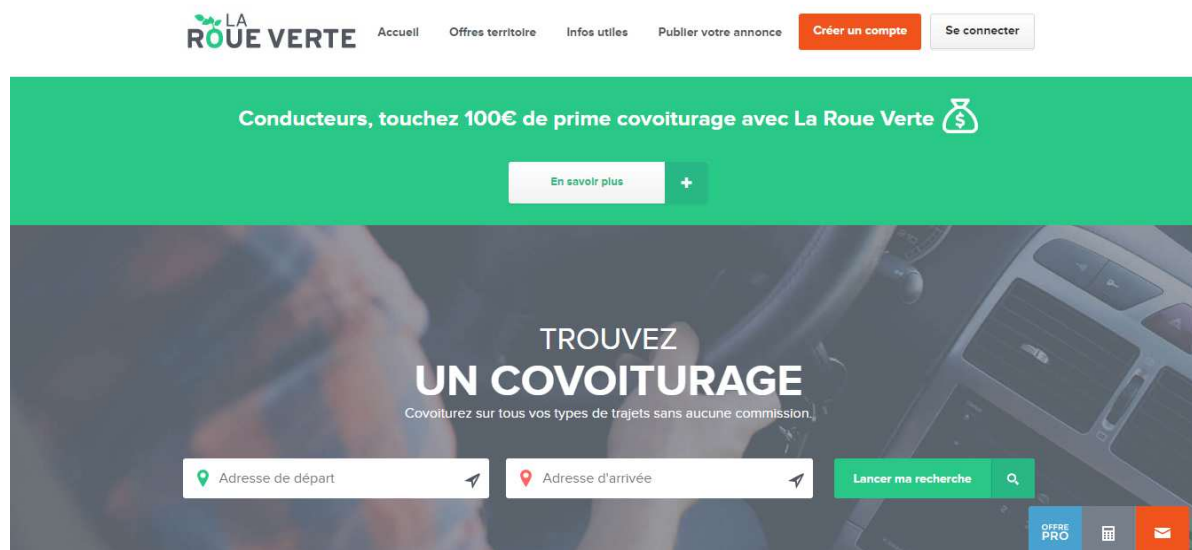 LA
ROUE VERTE
Accueil
Offres territoire
Infos utiles
Publier votre annonce
Créer un compte
Se connecter
Conducteurs, touchez 100€ de prime covoiturage avec La Roue Verte
$
En savoir plus
+
TROUVEZ
UN COVOITURAGE
Covoiturez sur tous vos types de trajets sans aucune commission.
Adresse de départ
Adresse d'arrivée
Lancer ma recherche
OFFRE
PRO